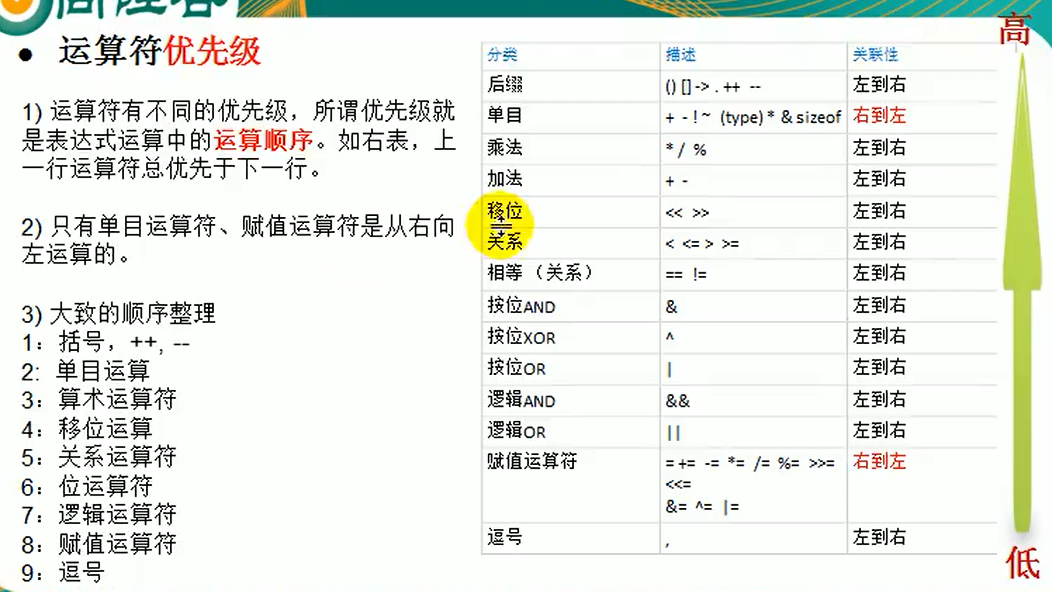 ● 运算符优先级
1) 运算符有不同的优先级，所谓优先级就
是表达式运算中的运算顺序。如右表，上
一行运算符总优先于下一行。
2) 只有单目运算符、赋值运算符是从右向
左运算的。
3) 大致的顺序整理
1：括号，++, --
2: 单目运算
3：算术运算符
4：移位运算
5：关系运算符
6：位运算符
7：逻辑运算符
8：赋值运算符
9：逗号
分类 描述 关联性
后缀 () [] -> . ++ -- 左到右
单目 + - ! ~ (type) * & sizeof 右到左
乘法 * / % 左到右
加法 + - 左到右
移位 << >> 左到右
关系 < <= > >= 左到右
相等（关系） == != 左到右
按位AND & 左到右
按位XOR ^ 左到右
按位OR | 左到右
逻辑AND && 左到右
逻辑OR || 左到右
赋值运算符 = += -= *= /= %= >>= 右到左
<<=
&= ^= |=
逗号 , 左到右
高
低